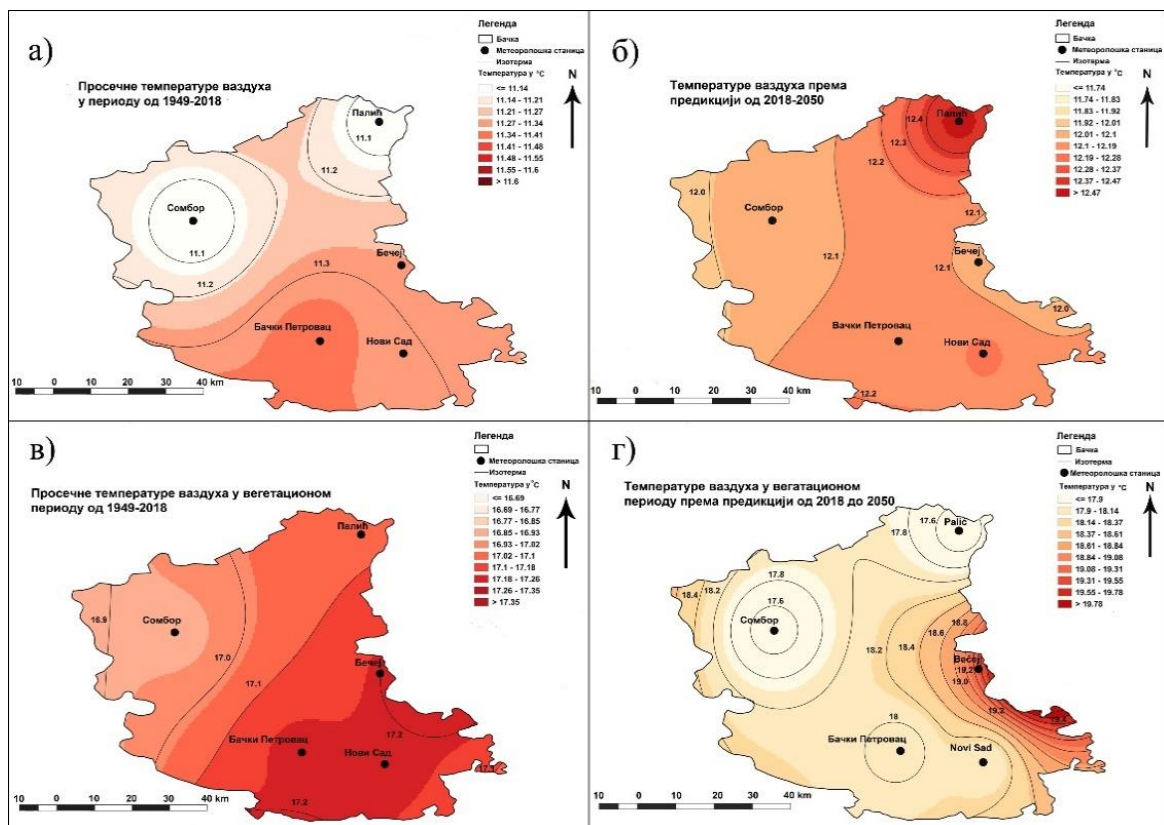 а)
Просечне температуре ваздуха
у периоду од 1949-2018
Легенда
Бачка
Метеоролошка станица
Изотерма
Температура у °C
<= 11.14
11.14 - 11.21
11.21 - 11.27
11.27 - 11.34
11.34 - 11.41
11.41 - 11.48
11.48 - 11.55
11.55 - 11.6
> 11.6
N
Палић
11.1
11.2
Сомбор
11.1
11.2
11.3
Бечеј
Бачки Петровац
Нови Сад
10 0 10 20 30 40 km
б)
Температуре ваздуха према
предикцији од 2018-2050
Легенда
Бачка
Метеоролошка станица
Изотерма
Температура у °C
<= 11.74
11.74 - 11.83
11.83 - 11.92
11.92 - 12.01
12.01 - 12.1
12.1 - 12.19
12.19 - 12.28
12.28 - 12.37
12.37 - 12.47
> 12.47
N
12.4
Палић
12.3
12.2
12.0
Сомбор
12.1
12.1
Бечеј
12.1
12.0
Вачки Петровац
Нови Сад
12.2
10 0 10 20 30 40 km
в)
Просечне температуре ваздуха у вегетационом
периоду од 1949-2018
Легенда
Метеоролошка станица
Изотерма
Температура у °C
<= 16.69
16.69 - 16.77
16.77 - 16.85
16.85 - 16.93
16.93 - 17.02
17.02 - 17.1
17.1 - 17.18
17.18 - 17.26
17.26 - 17.35
> 17.35
N
Палић
16.9
Сомбор
17.0
17.1
Бечеј
17.2
Бачки Петровац
Нови Сад
17.2
10 0 10 20 30 40 km
г)
Температуре ваздуха у вегатационом
периоду према предикцији од 2018 до 2050
Легенда
Бачка
Изотерма
Метеоролошка станица
Температура у °C
<= 17.9
17.9 - 18.14
18.14 - 18.37
18.37 - 18.61
18.61 - 18.84
18.84 - 19.08
19.08 - 19.31
19.31 - 19.55
19.55 - 19.78
> 19.78
N
17.6
Palić
17.8
18.4
18.2
17.8
17.6
Сомбор
18.8
18.6
18.4
18.2
Bečej
19.2
19.0
19.2
19.4
18
Бачки Петровац
Novi Sad
10 0 10 20 30 40 km